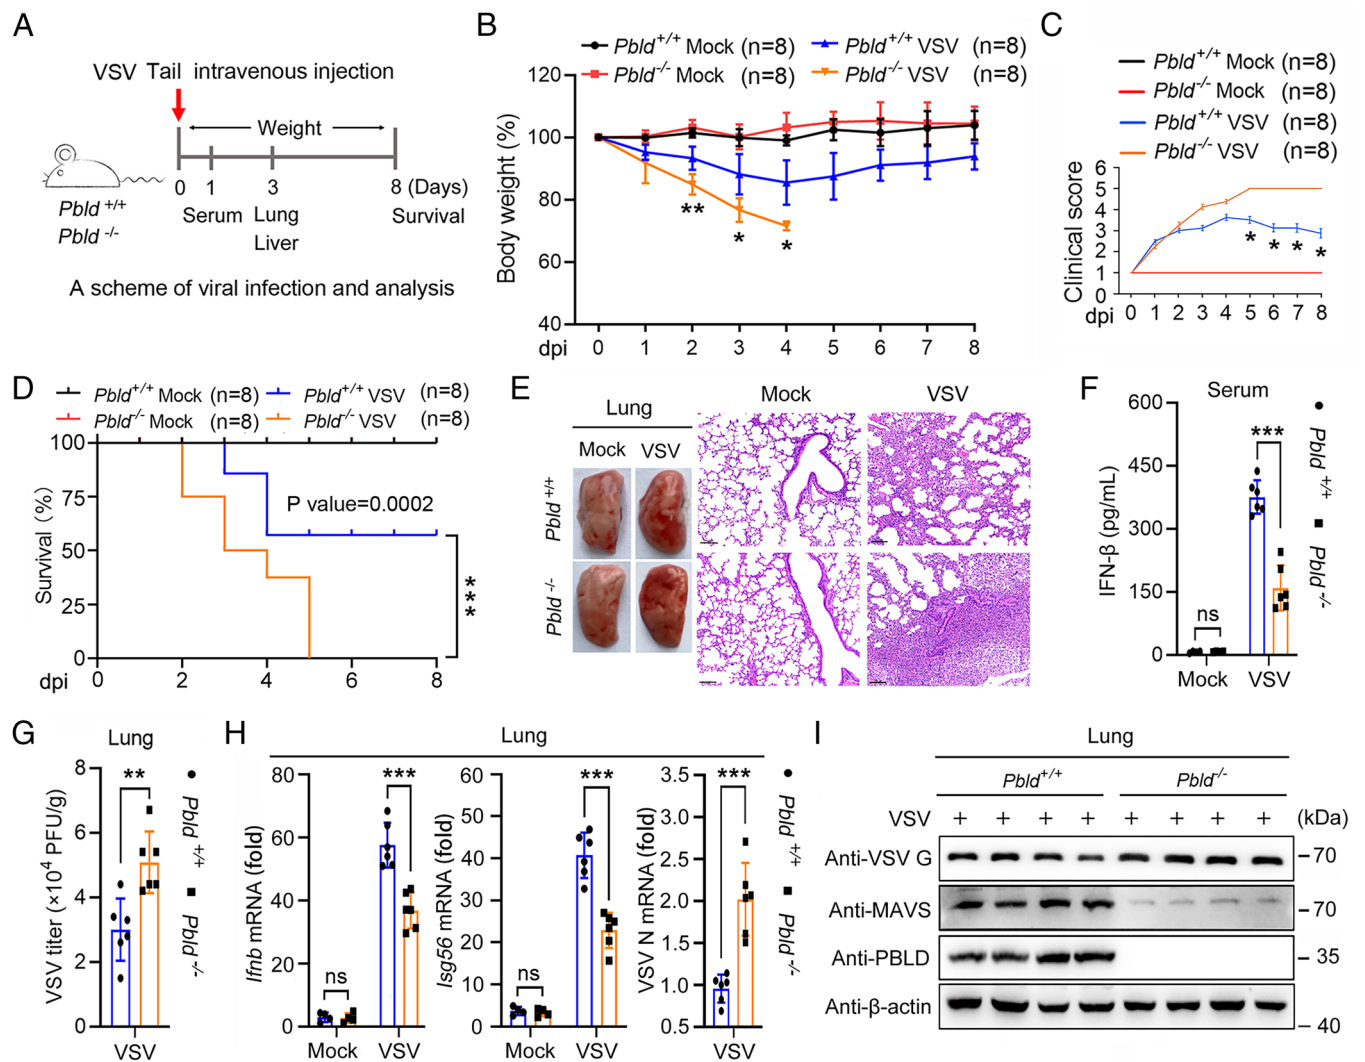 A
VSV Tail intravenous injection
Weight
0 1 3 8 (Days)
Serum Lung Survival
Liver
Pbld +/+
Pbld -/-
A scheme of viral infection and analysis
B
Pbld+/+ Mock (n=8) Pbld+/+ VSV (n=8)
Pbld-/- Mock (n=8) Pbld-/- VSV (n=8)
Body weight (%)
120
100
80
60
40
** * *
dpi 0 1 2 3 4 5 6 7 8
C
Pbld+/+ Mock (n=8)
Pbld-/- Mock (n=8)
Pbld+/+ VSV (n=8)
Pbld-/- VSV (n=8)
Clinical score
6
5
4
3
2
1
0
* * * *
0 1 2 3 4 5 6 7 8
dpi
D
Pbld+/+ Mock (n=8) Pbld+/+ VSV (n=8)
Pbld-/- Mock (n=8) Pbld-/- VSV (n=8)
Survival (%)
100
75
50
25
0
P value=0.0002
***
dpi 0 2 4 6 8
E
Lung Mock VSV
Mock VSV
Pbld +/+
Pbld -/-
F
Serum
IFN-β (pg/mL)
600
450
300
150
0
ns ***
Mock VSV
Pbld +/+
Pbld -/-
G
Lung
VSV titer (×10⁴ PFU/g)
8
6
4
2
0
**
VSV
Pbld +/+
Pbld -/-
H
Lung
Ifnb mRNA (fold)
80
60
40
20
0
ns ***
Mock VSV
Isg56 mRNA (fold)
60
50
40
30
20
10
0
ns ***
Mock VSV
VSV N mRNA (fold)
3.5
3.0
2.5
2.0
1.5
1.0
0.5
***
VSV
Pbld +/+
Pbld -/-
I
Lung
Pbld+/+ Pbld-/-
VSV + + + + + + + + (kDa)
Anti-VSV G 70
Anti-MAVS 70
Anti-PBLD 35
Anti-β-actin
40